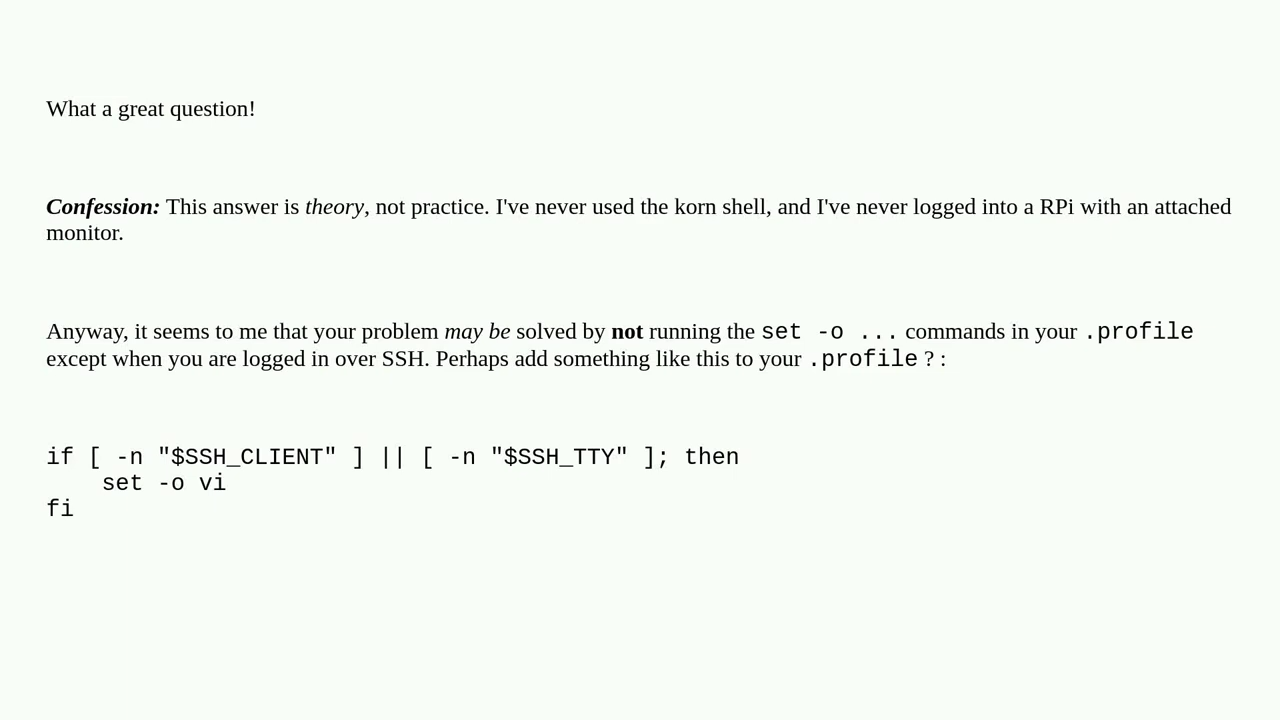 What a great question!
Confession: This answer is theory, not practice. I've never used the korn shell, and I've never logged into a RPi with an attached
monitor.
Anyway, it seems to me that your problem may be solved by not running the set -o ... commands in your .profile
except when you are logged in over SSH. Perhaps add something like this to your .profile ? :
if [ -n "$SSH_CLIENT" ] || [ -n "$SSH_TTY" ]; then
    set -o vi
fi